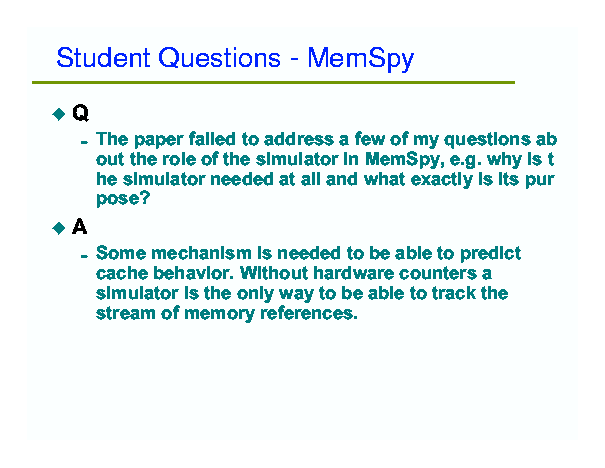 Student Questions - MemSpy
Q
– The paper failed to address a few of my questions ab
out the role of the simulator in MemSpy, e.g. why is t
he simulator needed at all and what exactly is its pur
pose?
A
– Some mechanism is needed to be able to predict
cache behavior. Without hardware counters a
simulator is the only way to be able to track the
stream of memory references.